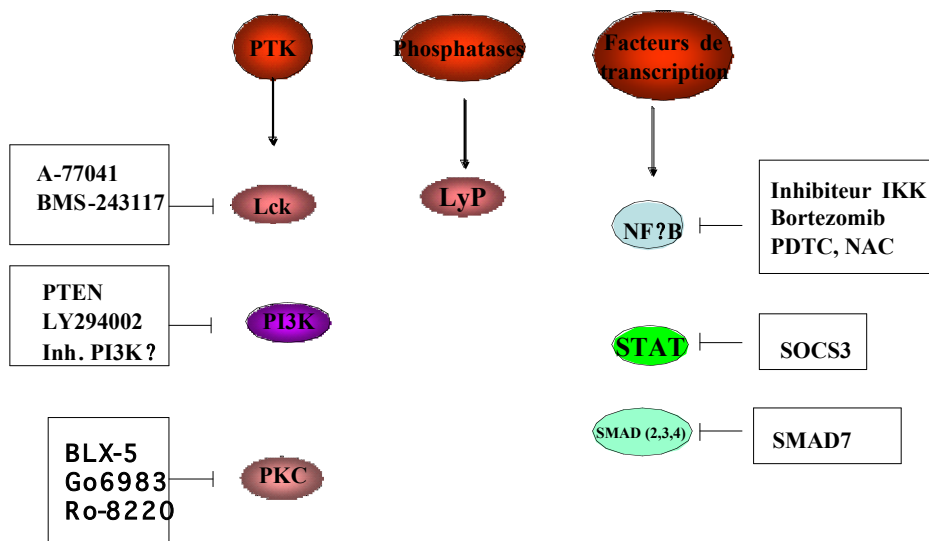 PTK
Phosphatases
Facteurs de
transcription
A-77041
BMS-243117
Lck
LyP
NF?B
Inhibiteur IKK
Bortezomib
PDTC, NAC
PTEN
LY294002
Inh. PI3K ?
PI3K
STAT
SOCS3
SMAD (2,3,4)
SMAD7
BLX-5
Go6983
Ro-8220
PKC